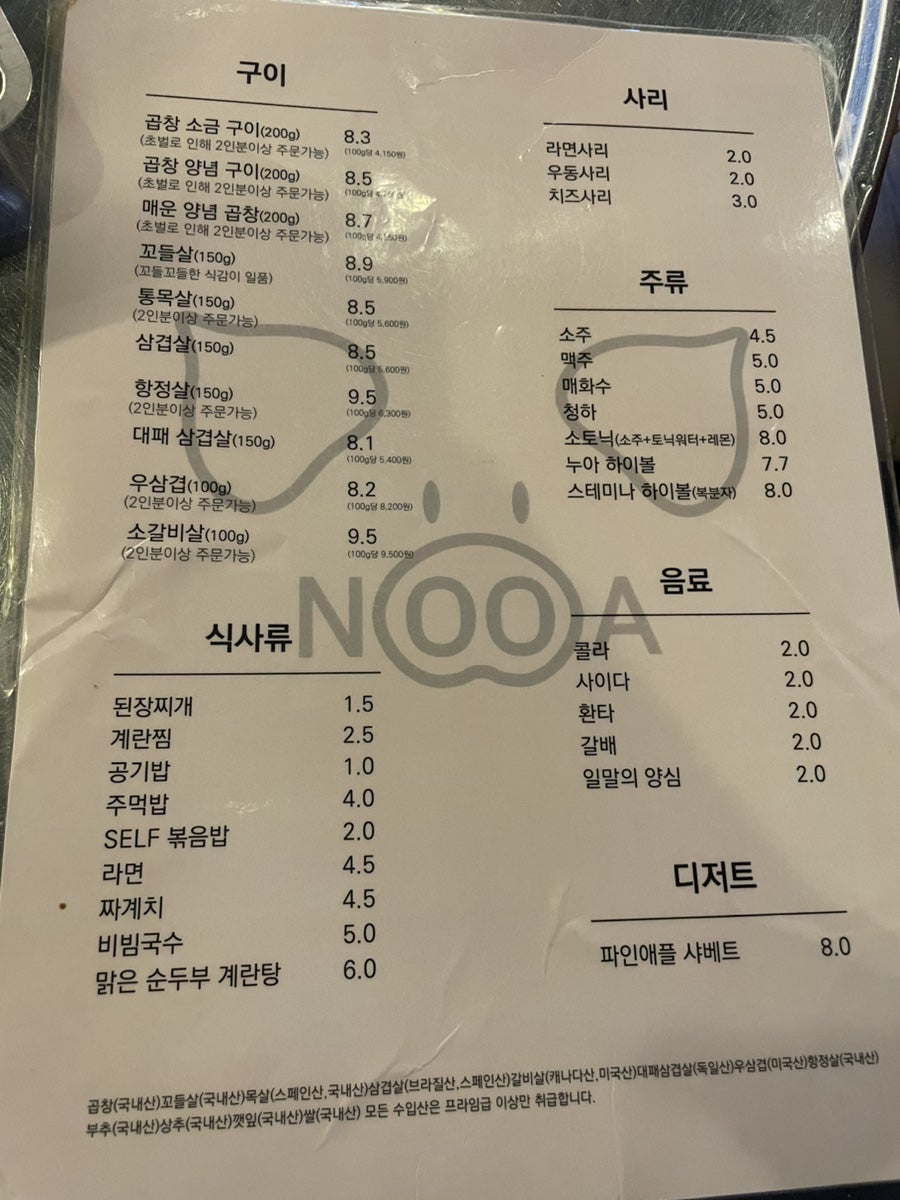 구이
곱창 소금 구이(200g) 8.3
(초벌로 인해 2인분이상 주문가능) (100g당 4,150원)
곱창 양념 구이(200g) 8.5
(초벌로 인해 2인분이상 주문가능) (100g당
매운 양념 곱창(200g) 8.7
(초벌로 인해 2인분이상 주문가능) (100g당
꼬들살(150g) 8.9
(꼬들꼬들한 식감이 일품) (100g당 5,900원)
통목살(150g) 8.5
(2인분이상 주문가능) (100g당 5,600원)
삼겹살(150g) 8.5
(100g당 5,600원)
항정살(150g) 9.5
(2인분이상 주문가능) (100g당 6,300원)
대패 삼겹살(150g) 8.1
(100g당 5,400원)
우삼겹(100g) 8.2
(2인분이상 주문가능) (100g당 8,200원)
소갈비살(100g) 9.5
(2인분이상 주문가능) (100g당 9,500원)
식사류
된장찌개 1.5
계란찜 2.5
공기밥 1.0
주먹밥 4.0
SELF 볶음밥 2.0
라면 4.5
짜계치 4.5
비빔국수 5.0
맑은 순두부 계란탕 6.0
NOOA
사리
라면사리 2.0
우동사리 2.0
치즈사리 3.0
주류
소주 4.5
맥주 5.0
매화수 5.0
청하 5.0
소토닉(소주+토닉워터+레몬) 8.0
누아 하이볼 7.7
스테미나 하이볼(복분자) 8.0
음료
콜라 2.0
사이다 2.0
환타 2.0
갈배 2.0
일말의 양심 2.0
디저트
파인애플 샤베트 8.0
곱창(국내산)꼬들살(국내산)목살(스페인산,국내산)삼겹살(브라질산,스페인산)갈비살(캐나다산,미국산)대패삼겹살(독일산)우삼겹(미국산)항정살(국내산)
부추(국내산)상추(국내산)깻잎(국내산)쌀(국내산) 모든 수입산은 프라임급 이상만 취급합니다.